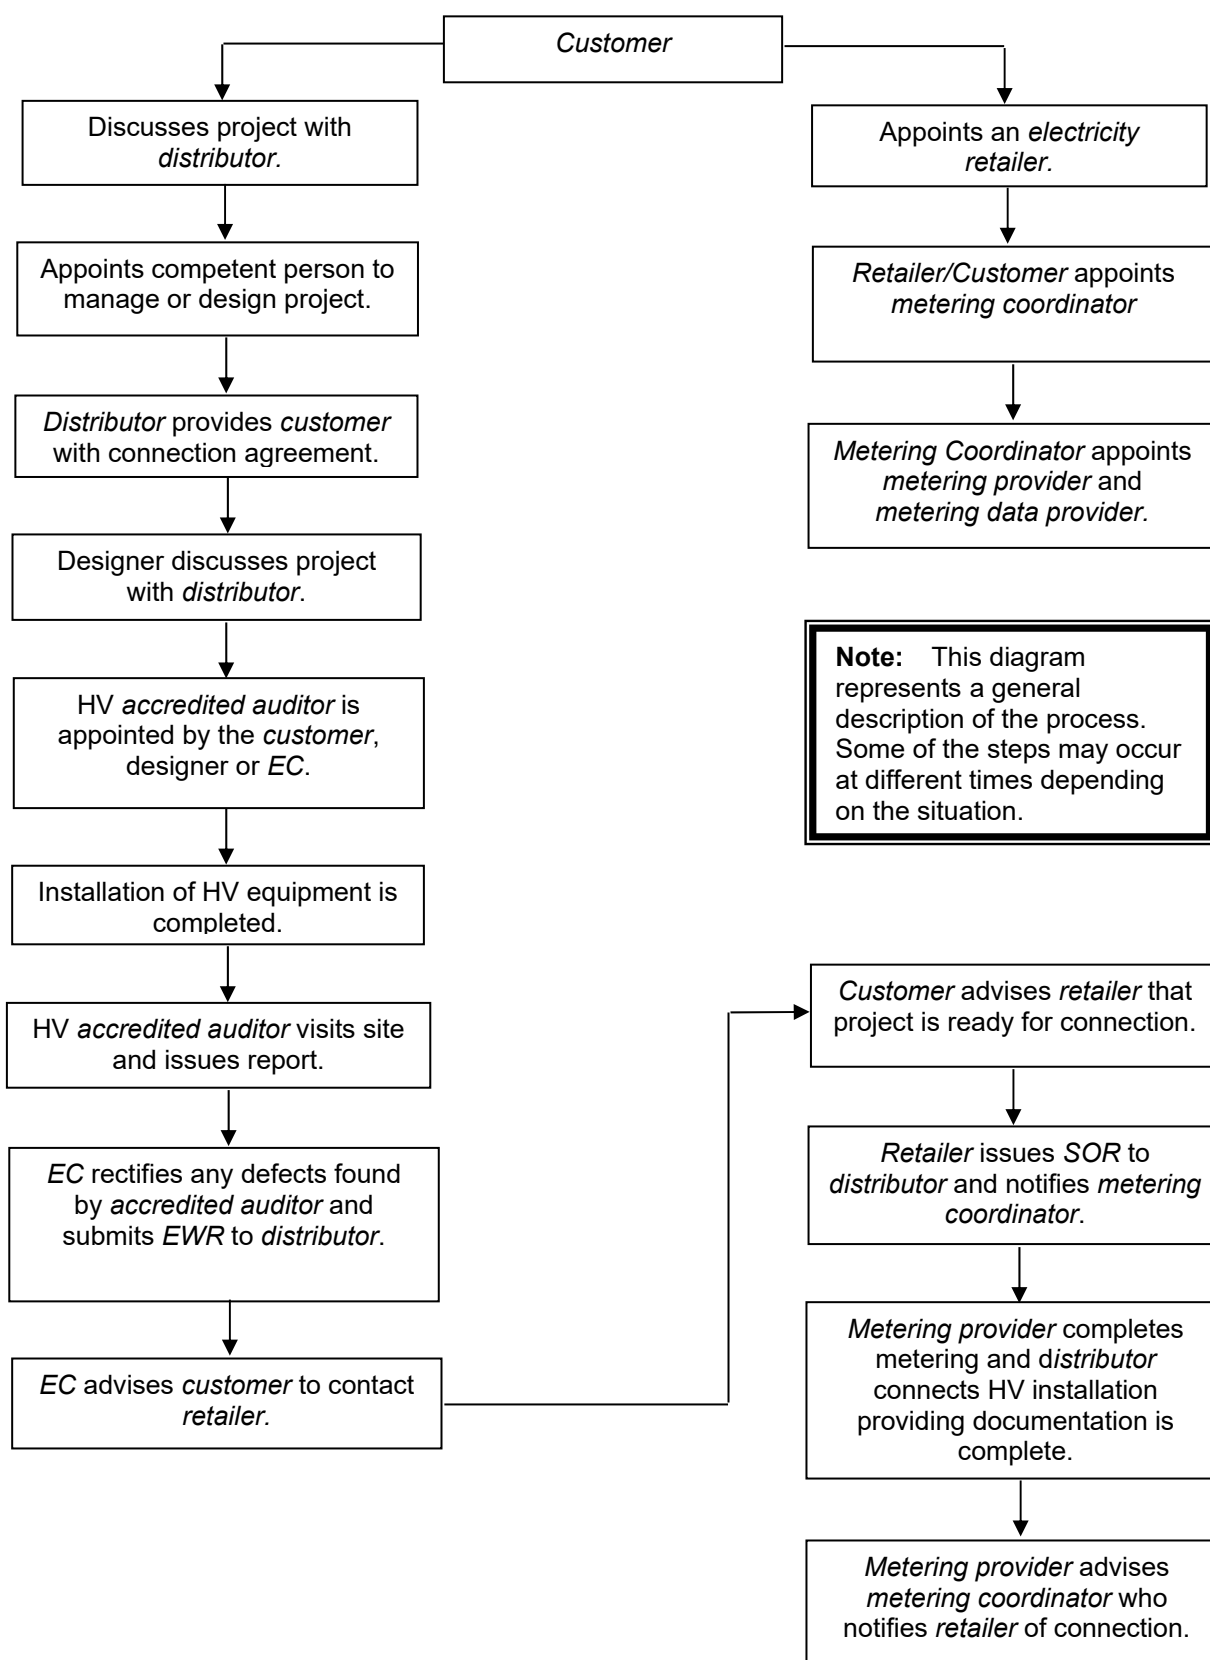 Customer
Discusses project with
distributor.
Appoints competent person to
manage or design project.
Distributor provides customer
with connection agreement.
Designer discusses project
with distributor.
HV accredited auditor is
appointed by the customer,
designer or EC.
Installation of HV equipment is
completed.
HV accredited auditor visits site
and issues report.
EC rectifies any defects found
by accredited auditor and
submits EWR to distributor.
EC advises customer to contact
retailer.
Appoints an electricity
retailer.
Retailer/Customer appoints
metering coordinator
Metering Coordinator appoints
metering provider and
metering data provider.
Note: This diagram
represents a general
description of the process.
Some of the steps may occur
at different times depending
on the situation.
Customer advises retailer that
project is ready for connection.
Retailer issues SOR to
distributor and notifies metering
coordinator.
Metering provider completes
metering and distributor
connects HV installation
providing documentation is
complete.
Metering provider advises
metering coordinator who
notifies retailer of connection.